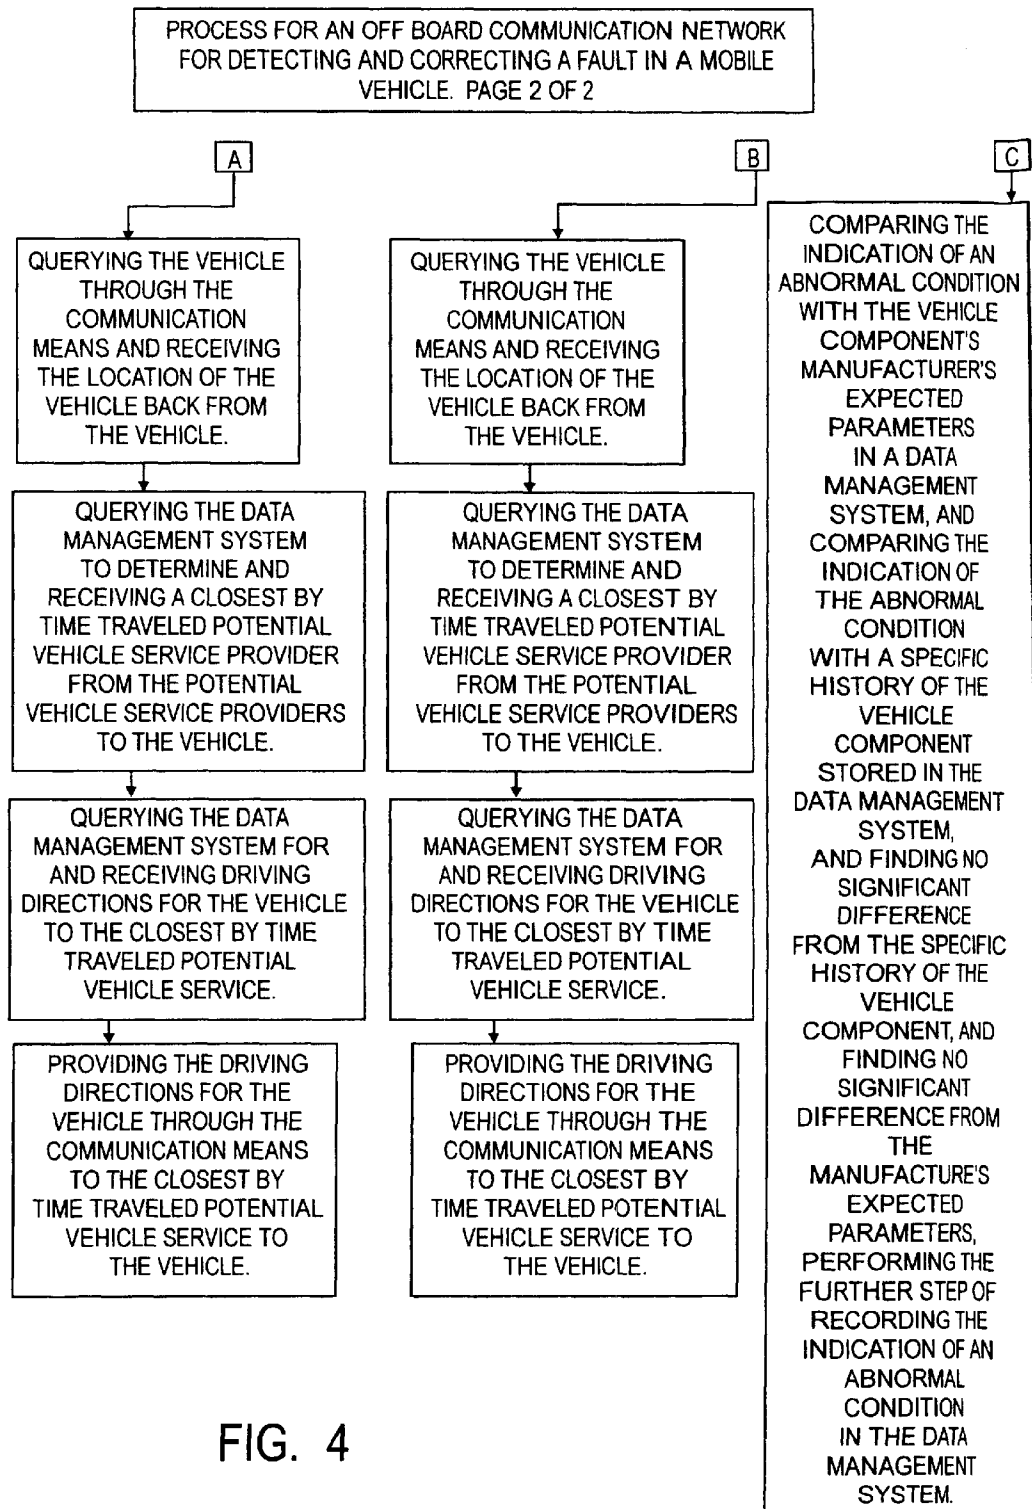 PROCESS FOR AN OFF BOARD COMMUNICATION NETWORK
FOR DETECTING AND CORRECTING A FAULT IN A MOBILE
VEHICLE. PAGE 2 OF 2
A
QUERYING THE VEHICLE
THROUGH THE
COMMUNICATION
MEANS AND RECEIVING
THE LOCATION OF THE
VEHICLE BACK FROM
THE VEHICLE.
QUERYING THE DATA
MANAGEMENT SYSTEM
TO DETERMINE AND
RECEIVING A CLOSEST BY
TIME TRAVELED POTENTIAL
VEHICLE SERVICE PROVIDER
FROM THE POTENTIAL
VEHICLE SERVICE PROVIDERS
TO THE VEHICLE.
QUERYING THE DATA
MANAGEMENT SYSTEM FOR
AND RECEIVING DRIVING
DIRECTIONS FOR THE VEHICLE
TO THE CLOSEST BY TIME
TRAVELED POTENTIAL
VEHICLE SERVICE.
PROVIDING THE DRIVING
DIRECTIONS FOR THE
VEHICLE THROUGH THE
COMMUNICATION MEANS
TO THE CLOSEST BY
TIME TRAVELED POTENTIAL
VEHICLE SERVICE TO
THE VEHICLE.
B
QUERYING THE VEHICLE
THROUGH THE
COMMUNICATION
MEANS AND RECEIVING
THE LOCATION OF THE
VEHICLE BACK FROM
THE VEHICLE.
QUERYING THE DATA
MANAGEMENT SYSTEM
TO DETERMINE AND
RECEIVING A CLOSEST BY
TIME TRAVELED POTENTIAL
VEHICLE SERVICE PROVIDER
FROM THE POTENTIAL
VEHICLE SERVICE PROVIDERS
TO THE VEHICLE.
QUERYING THE DATA
MANAGEMENT SYSTEM FOR
AND RECEIVING DRIVING
DIRECTIONS FOR THE VEHICLE
TO THE CLOSEST BY TIME
TRAVELED POTENTIAL
VEHICLE SERVICE.
PROVIDING THE DRIVING
DIRECTIONS FOR THE
VEHICLE THROUGH THE
COMMUNICATION MEANS
TO THE CLOSEST BY
TIME TRAVELED POTENTIAL
VEHICLE SERVICE TO
THE VEHICLE.
C
COMPARING THE
INDICATION OF AN
ABNORMAL CONDITION
WITH THE VEHICLE
COMPONENT'S
MANUFACTURER'S
EXPECTED
PARAMETERS
IN A DATA
MANAGEMENT
SYSTEM, AND
COMPARING THE
INDICATION OF
THE ABNORMAL
CONDITION
WITH A SPECIFIC
HISTORY OF THE
VEHICLE
COMPONENT
STORED IN THE
DATA MANAGEMENT
SYSTEM,
AND FINDING NO
SIGNIFICANT
DIFFERENCE
FROM THE SPECIFIC
HISTORY OF THE
VEHICLE
COMPONENT, AND
FINDING NO
SIGNIFICANT
DIFFERENCE FROM
THE
MANUFACTURE'S
EXPECTED
PARAMETERS,
PERFORMING THE
FURTHER STEP OF
RECORDING THE
INDICATION OF AN
ABNORMAL
CONDITION
IN THE DATA
MANAGEMENT
SYSTEM.
FIG. 4